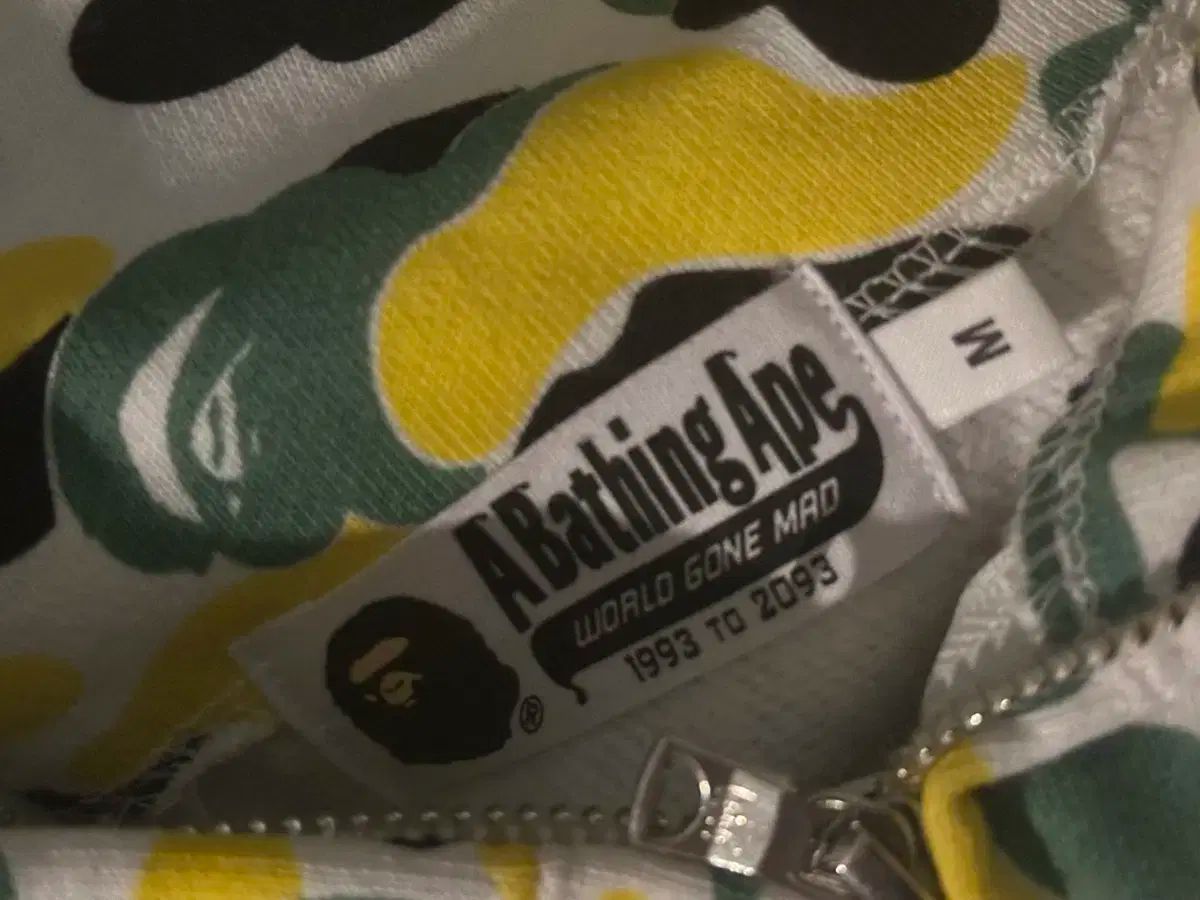 A Bathing Ape
WORLD GONE MAD
1993 TO 2093
®
M